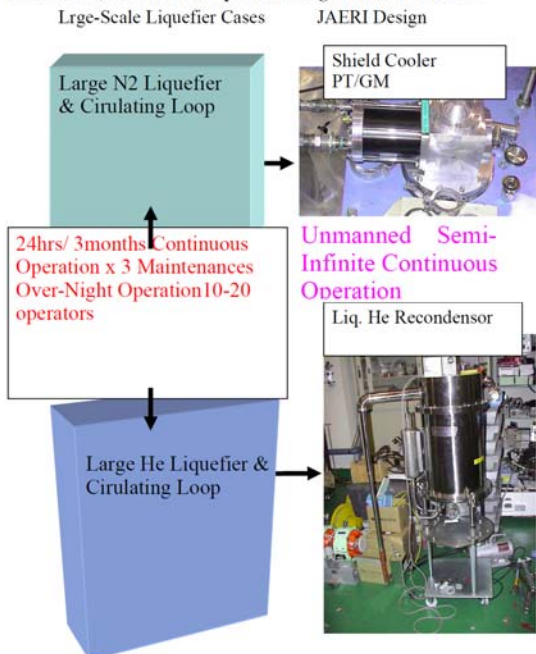 Lrge-Scale Liquefier Cases JAERI Design
Large N2 Liquefier
& Cirulating Loop
Shield Cooler
PT/GM
24hrs/ 3months Continuous
Operation x 3 Maintenances
Over-Night Operation10-20
operators
Unmanned Semi-
Infinite Continuous
Operation
Liq. He Recondensor
Large He Liquefier &
Cirulating Loop